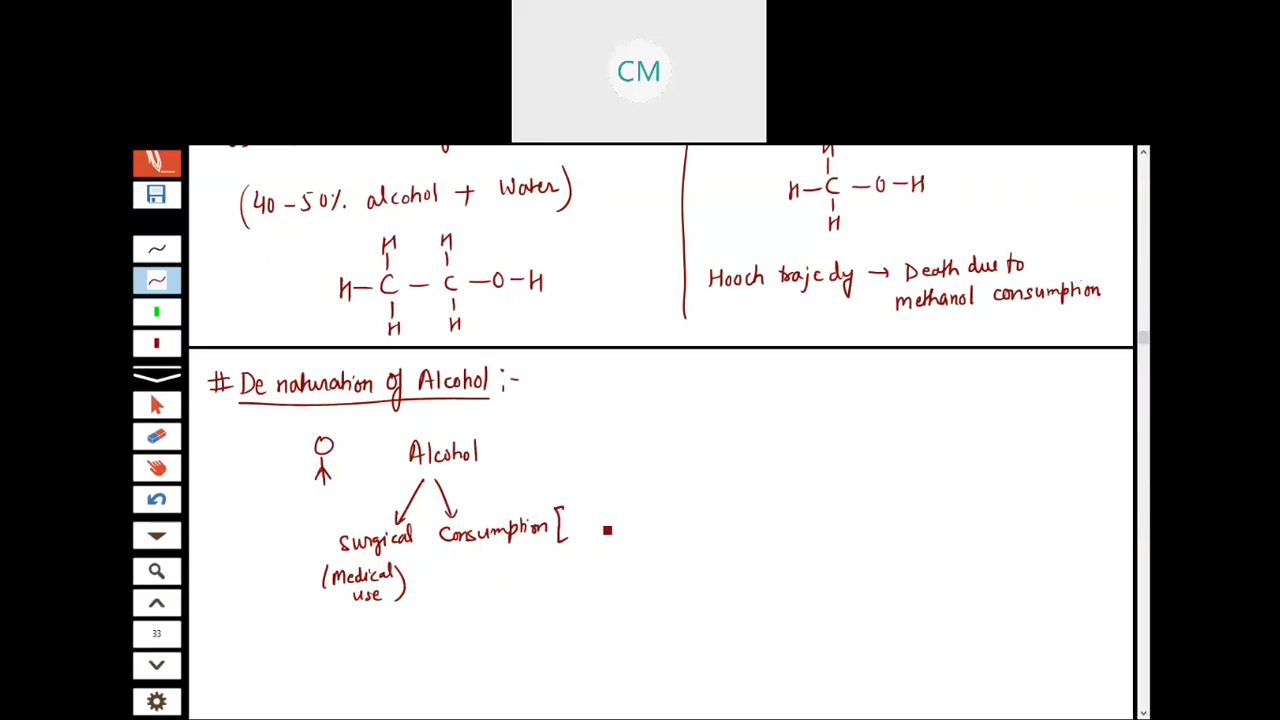 CM
(40-50% alcohol + Water)
H H
H-C-C-O-H
H H
H
H-C-O-H
H
Hooch trajedy → Death due to
methanol consumption
# De naturation of Alcohol :-
Alcohol
Surgical Consumption [
(Medical
use)
33